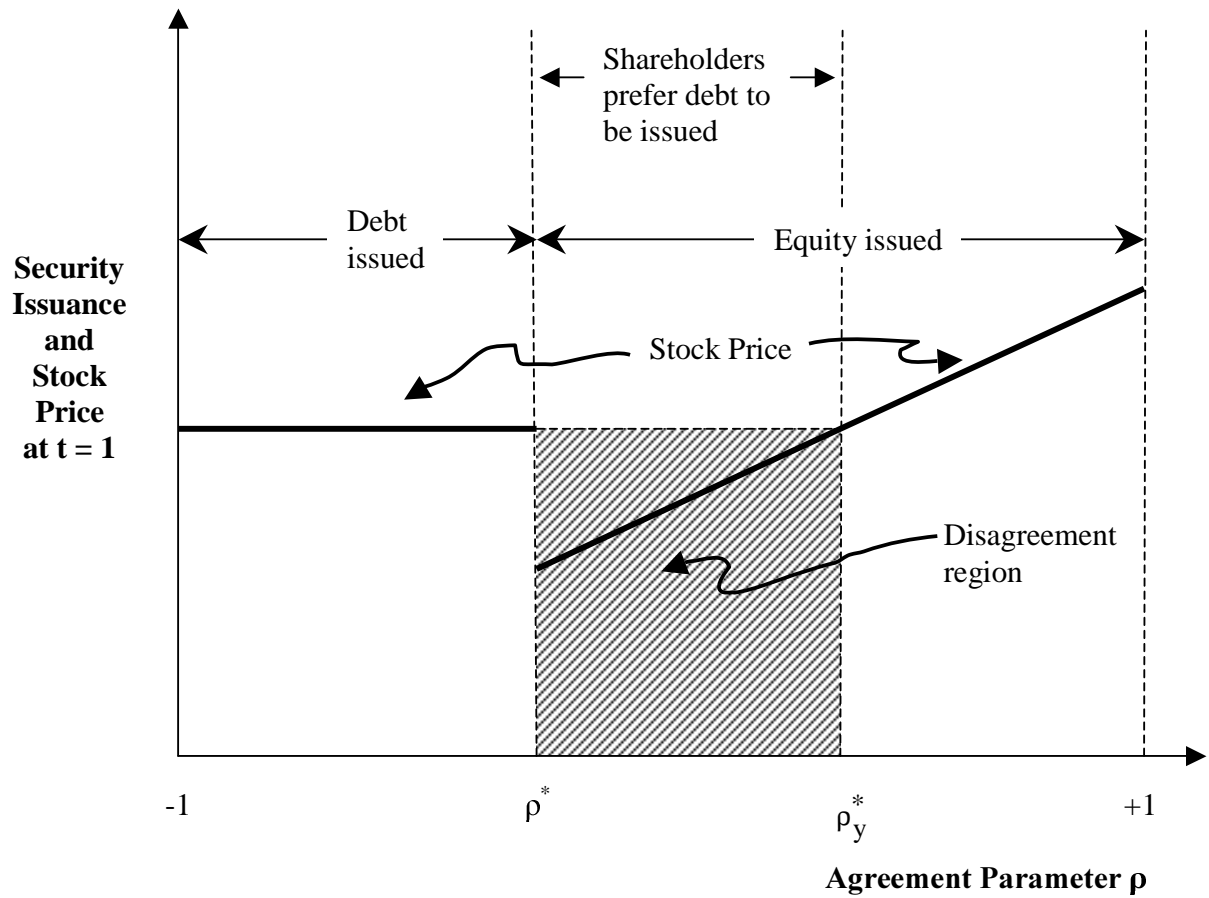 Shareholders
prefer debt to
be issued
Debt
issued
Equity issued
Security
Issuance
and
Stock
Price
at t = 1
Stock Price
Disagreement
region
-1
ρ*
ρ*y
+1
Agreement Parameter ρ